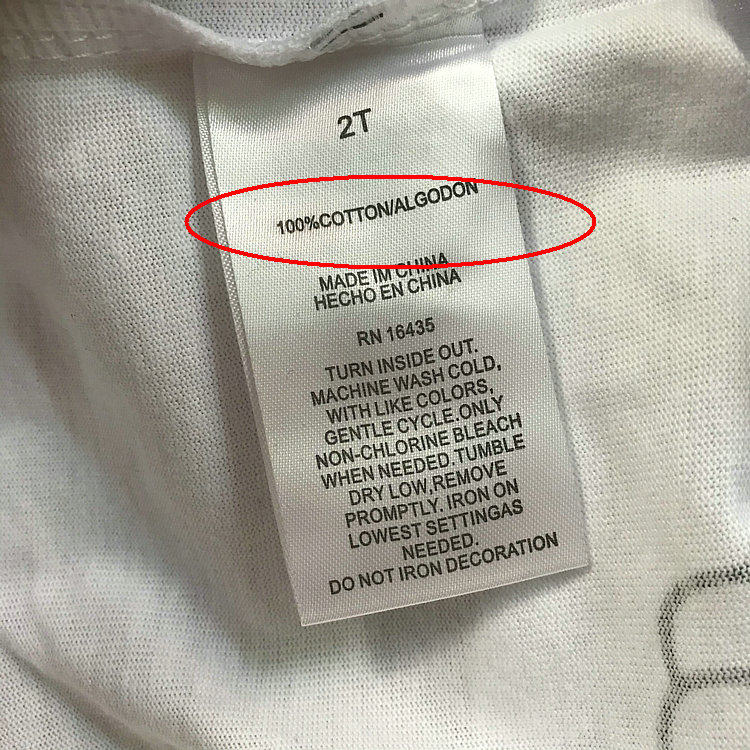 2T
100%COTTON/ALGODON
MADE IM CHINA
HECHO EN CHINA
RN 16435
TURN INSIDE OUT.
MACHINE WASH COLD,
WITH LIKE COLORS,
GENTLE CYCLE.ONLY
NON-CHLORINE BLEACH
WHEN NEEDED.TUMBLE
DRY LOW,REMOVE
PROMPTLY. IRON ON
LOWEST SETTINGAS
NEEDED.
DO NOT IRON DECORATION